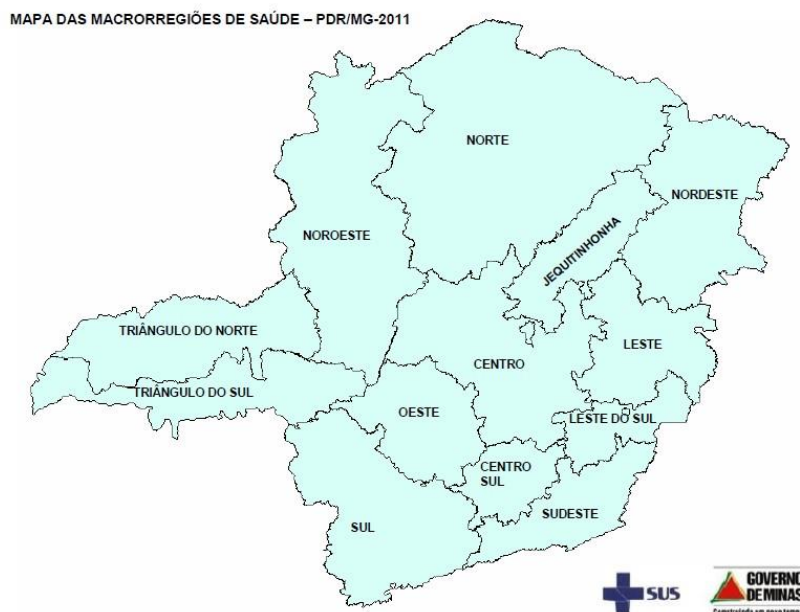 MAPA DAS MACRORREGIÕES DE SAÚDE – PDR/MG-2011
NORTE
NORDESTE
NOROESTE
JEQUITINHONHA
TRIÂNGULO DO NORTE
LESTE
CENTRO
TRIÂNGULO DO SUL
OESTE
LESTE DO SUL
CENTRO
SUL
SUDESTE
SUL
SUS
GOVERNO
DE MINAS